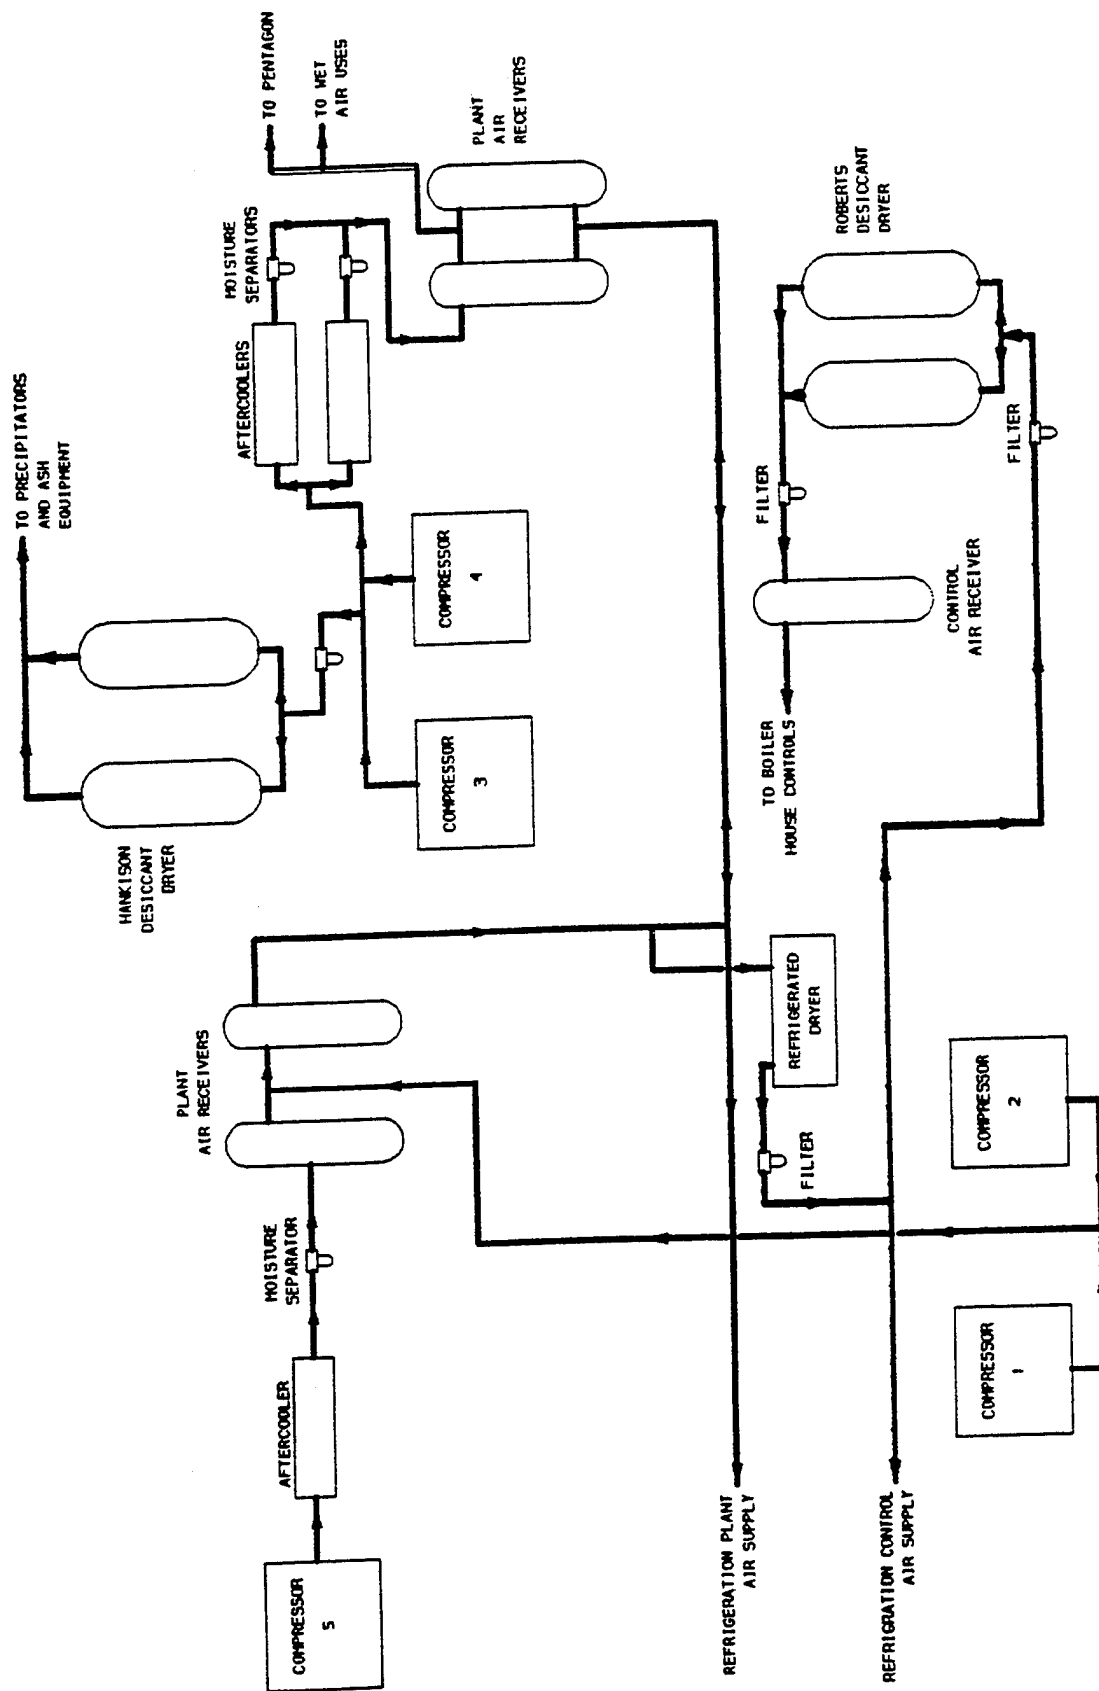 TO PRECIPITATORS
AND ASH
EQUIPMENT
TO PENTAGON
TO WET
AIR USES
HANKISON
DESICCANT
DRYER
MOISTURE
SEPARATORS
AFTERCOOLERS
PLANT
AIR
RECEIVERS
COMPRESSOR
3
COMPRESSOR
4
PLANT
AIR RECEIVERS
MOISTURE
SEPARATOR
AFTERCOOLER
COMPRESSOR
5
ROBERTS
DESICCANT
DRYER
FILTER
FILTER
CONTROL
AIR RECEIVER
TO BOILER
HOUSE CONTROLS
REFRIGERATED
DRYER
FILTER
REFRIGERATION PLANT
AIR SUPPLY
REFRIGRATION CONTROL
AIR SUPPLY
COMPRESSOR
1
COMPRESSOR
2